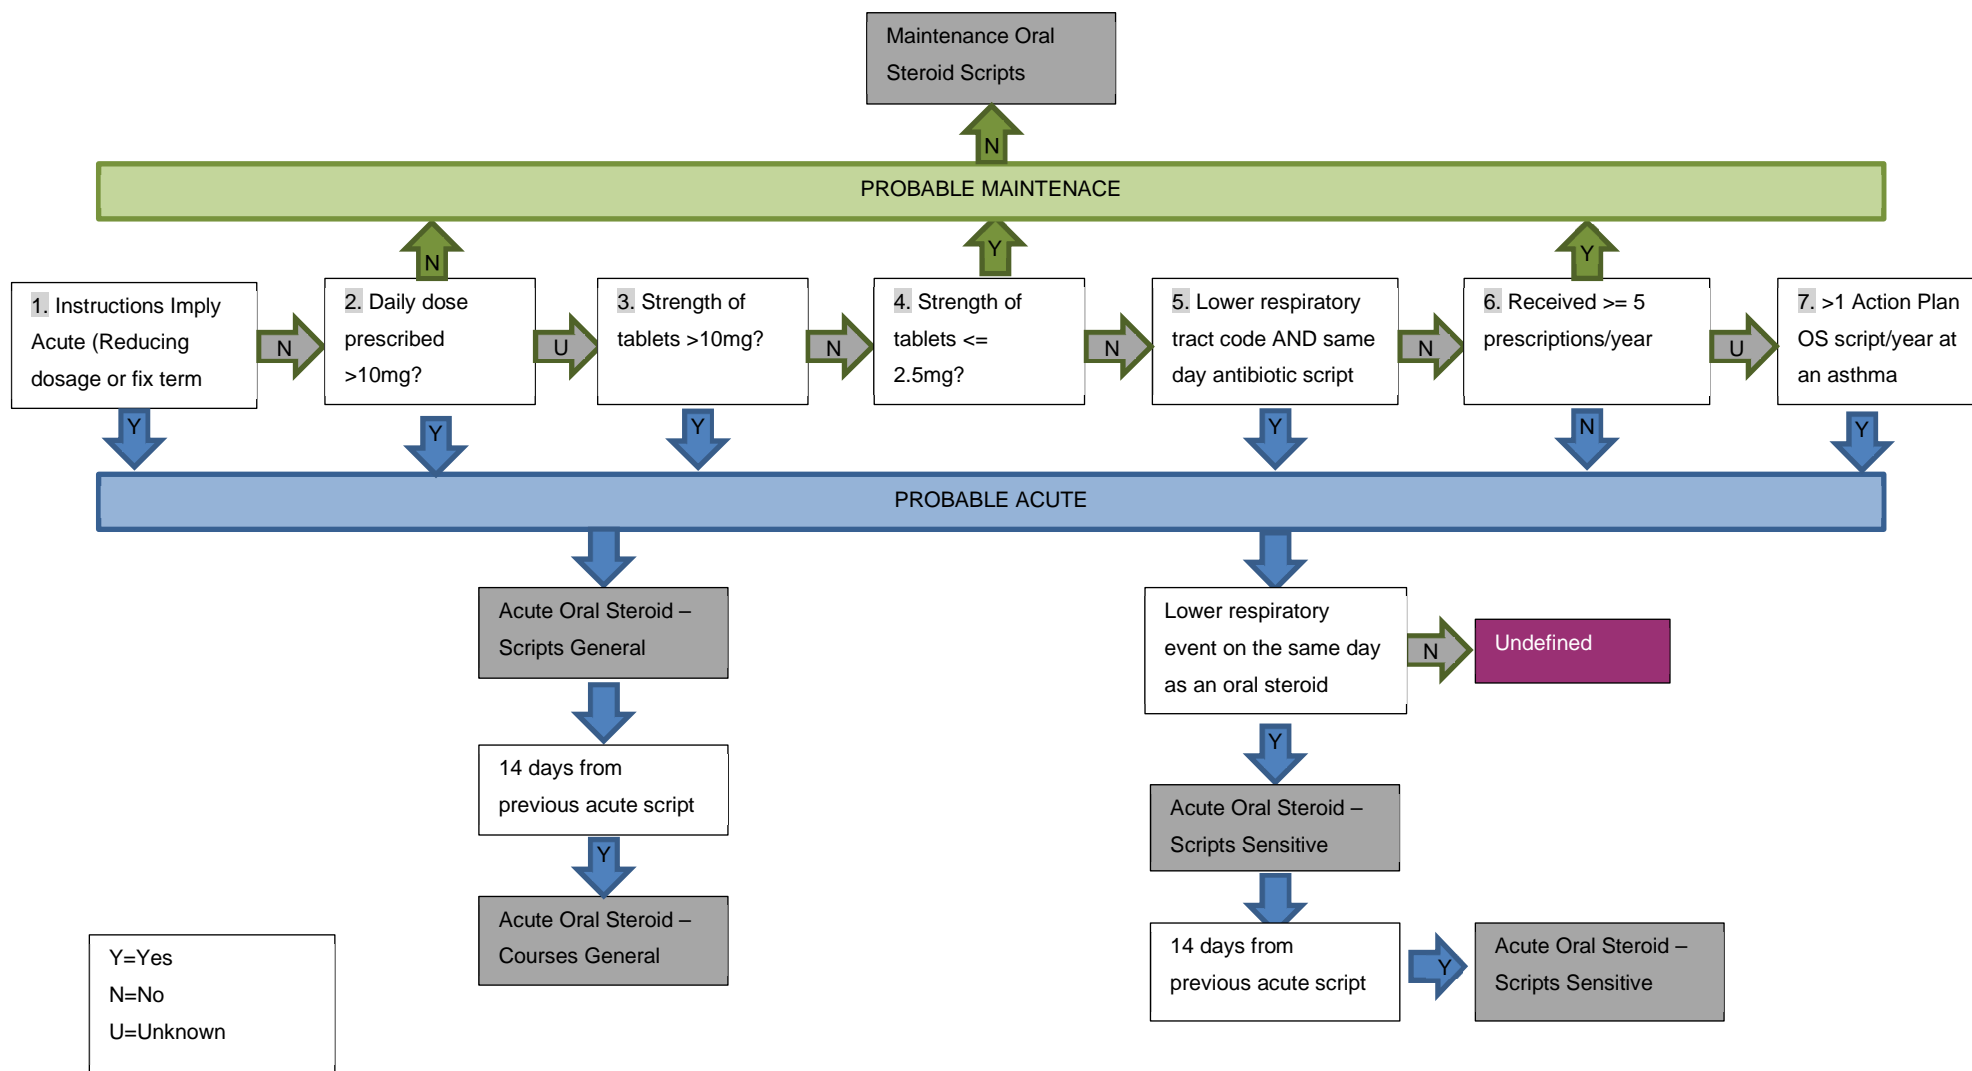 Maintenance Oral
Steroid Scripts
N
PROBABLE MAINTENACE
N
Y
Y
1. Instructions Imply
Acute (Reducing
dosage or fix term
N
2. Daily dose
prescribed
>10mg?
U
3. Strength of
tablets >10mg?
N
4. Strength of
tablets <=
2.5mg?
N
5. Lower respiratory
tract code AND same
day antibiotic script
N
6. Received >= 5
prescriptions/year
U
7. >1 Action Plan
OS script/year at
an asthma
Y
Y
Y
Y
N
Y
PROBABLE ACUTE
Acute Oral Steroid –
Scripts General
14 days from
previous acute script
Y
Acute Oral Steroid –
Courses General
Lower respiratory
event on the same day
as an oral steroid
N
Undefined
Y
Acute Oral Steroid –
Scripts Sensitive
14 days from
previous acute script
Y
Acute Oral Steroid –
Scripts Sensitive
Y=Yes
N=No
U=Unknown